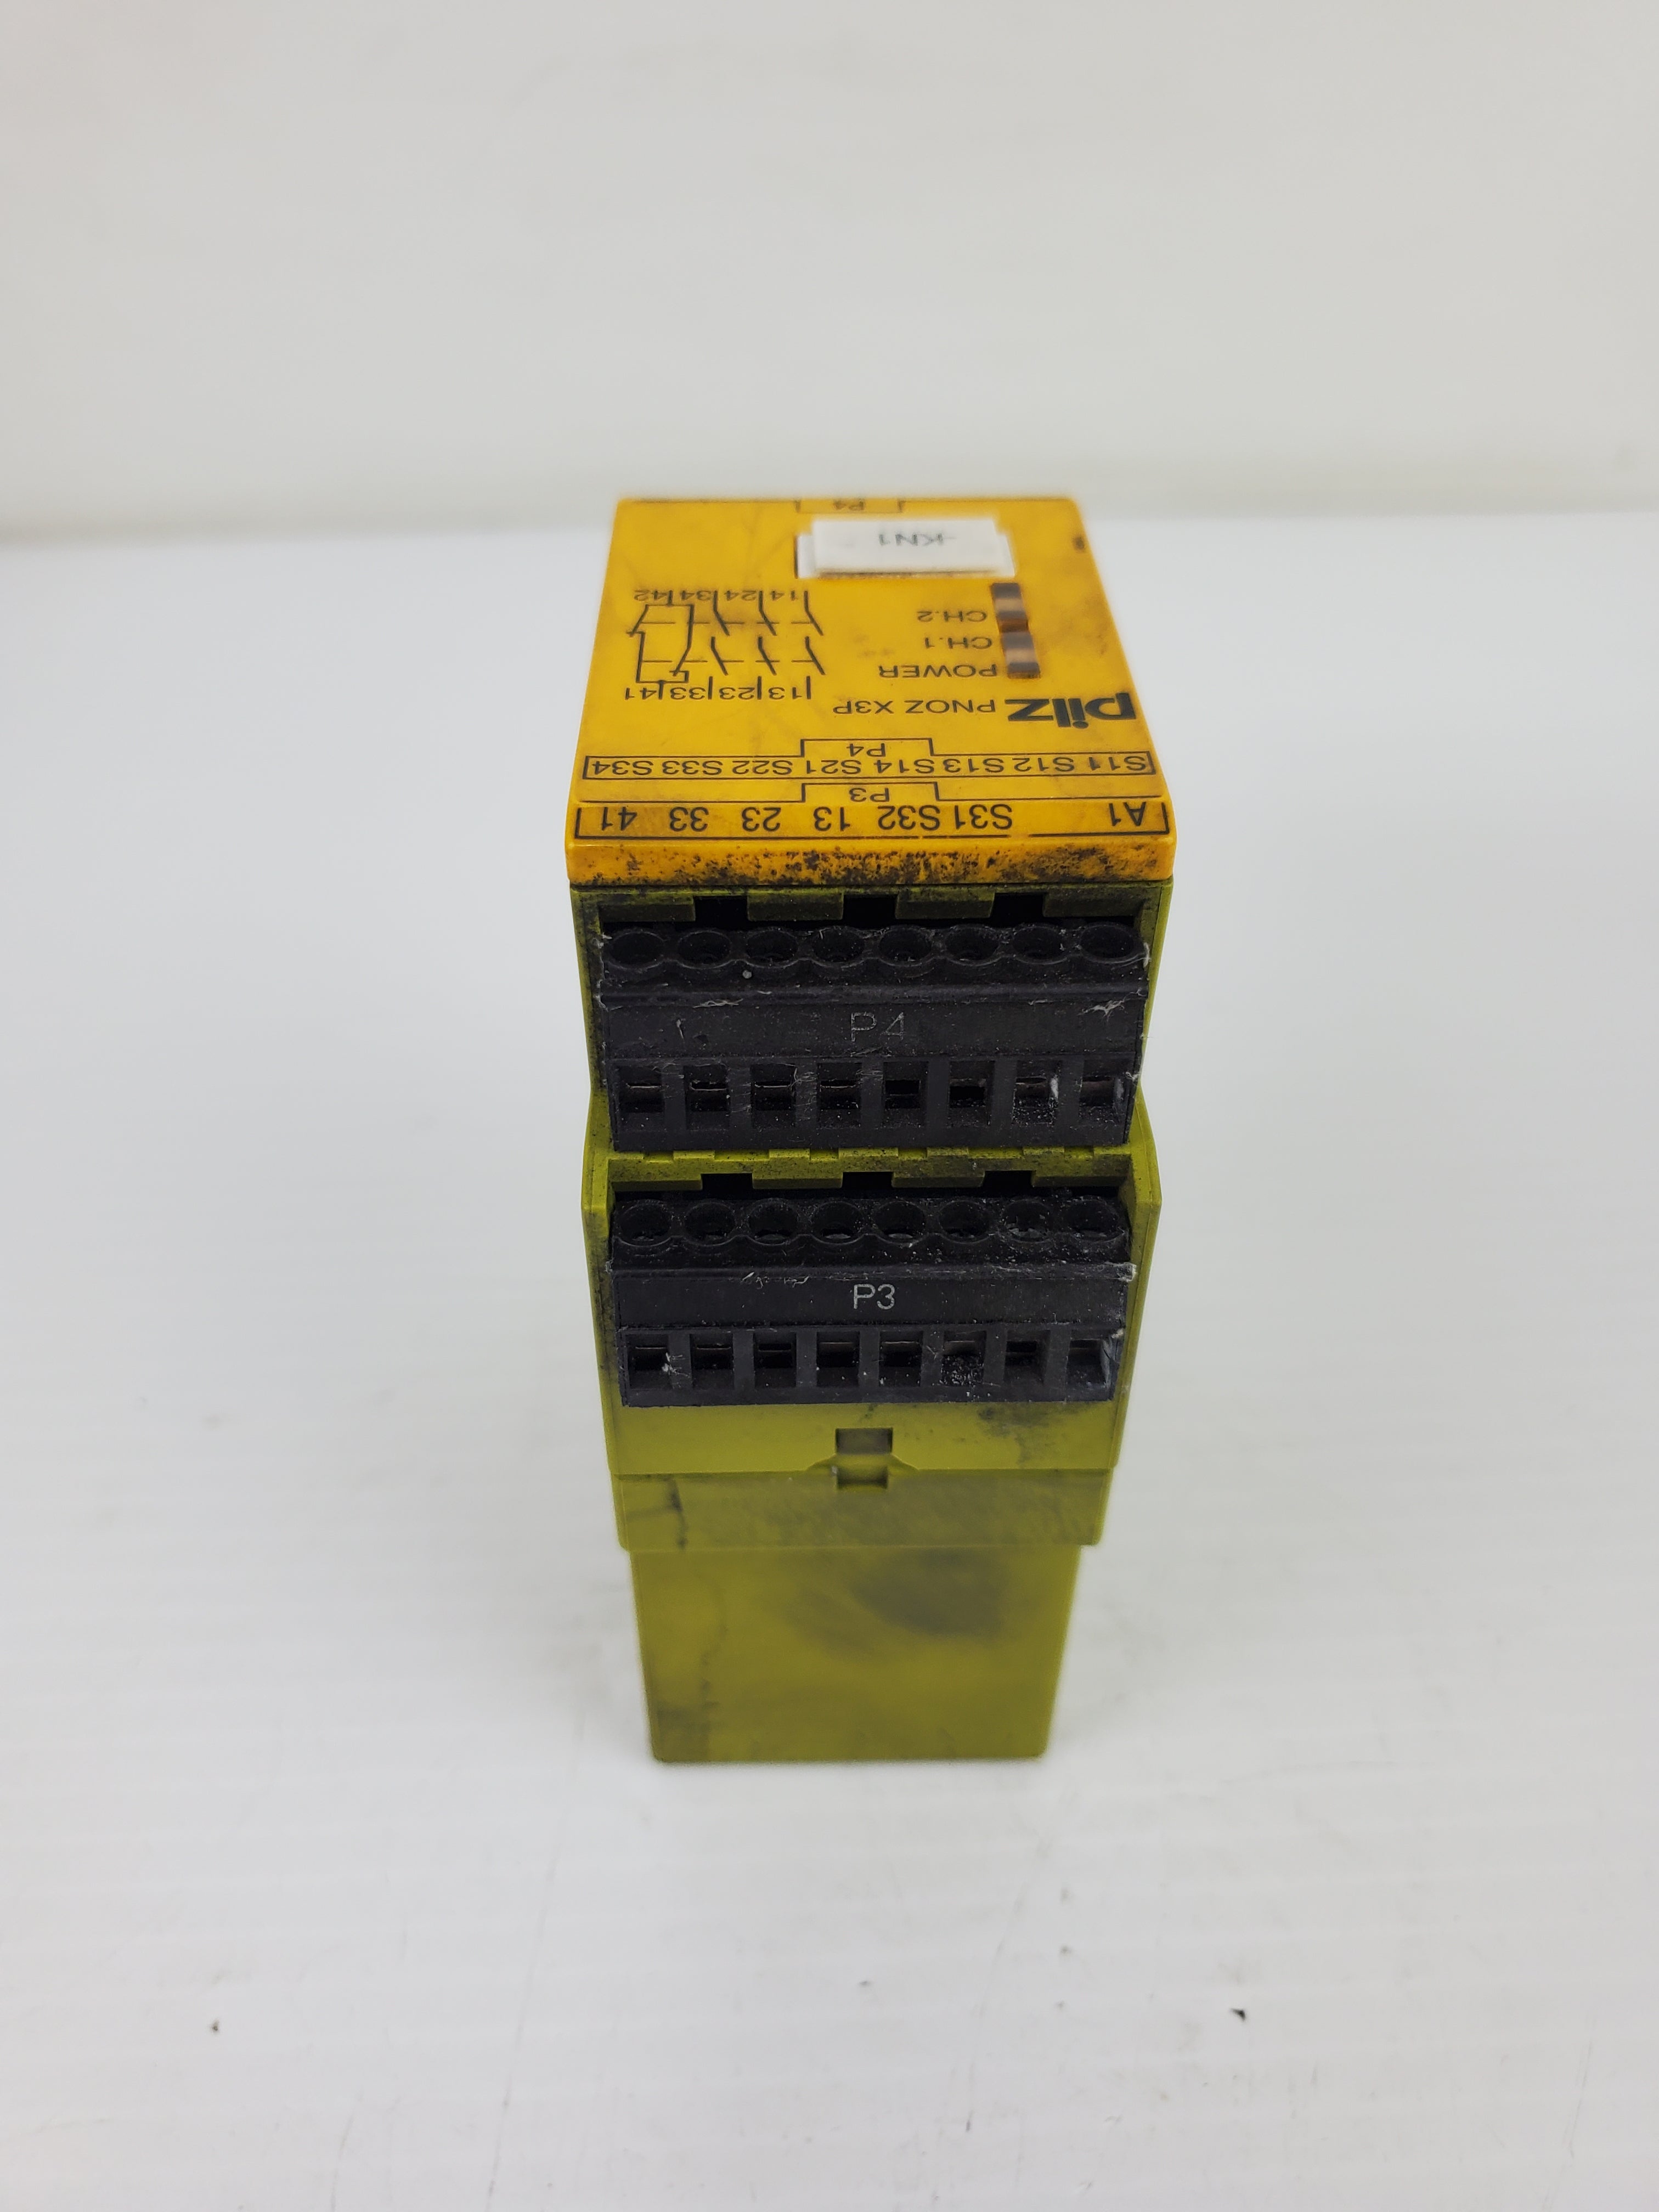 P4
-KN1
14 24 34 42
CH.2
CH.1
POWER
13 23 33 41
pilz PNOZ X3P
P4
S11 S12 S13 S14 S21 S22 S33 S34
P3
A1 S31 S32 13 23 33 41
P4
P3